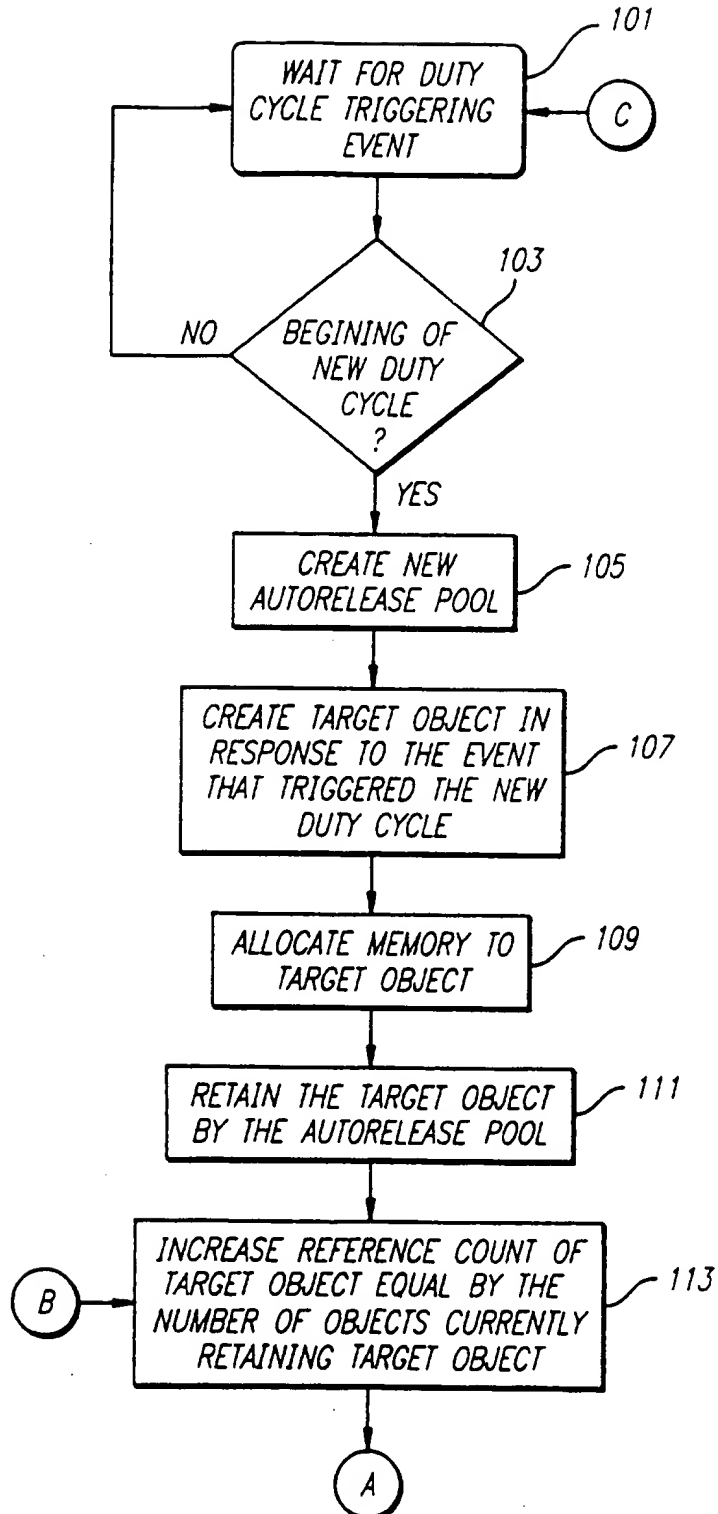 101
WAIT FOR DUTY
CYCLE TRIGGERING
EVENT
C
103
NO
BEGINING OF
NEW DUTY
CYCLE
?
YES
CREATE NEW
AUTORELEASE POOL
105
CREATE TARGET OBJECT IN
RESPONSE TO THE EVENT
THAT TRIGGERED THE NEW
DUTY CYCLE
107
ALLOCATE MEMORY TO
TARGET OBJECT
109
RETAIN THE TARGET OBJECT
BY THE AUTORELEASE POOL
111
INCREASE REFERENCE COUNT OF
TARGET OBJECT EQUAL BY THE
NUMBER OF OBJECTS CURRENTLY
RETAINING TARGET OBJECT
113
B
A